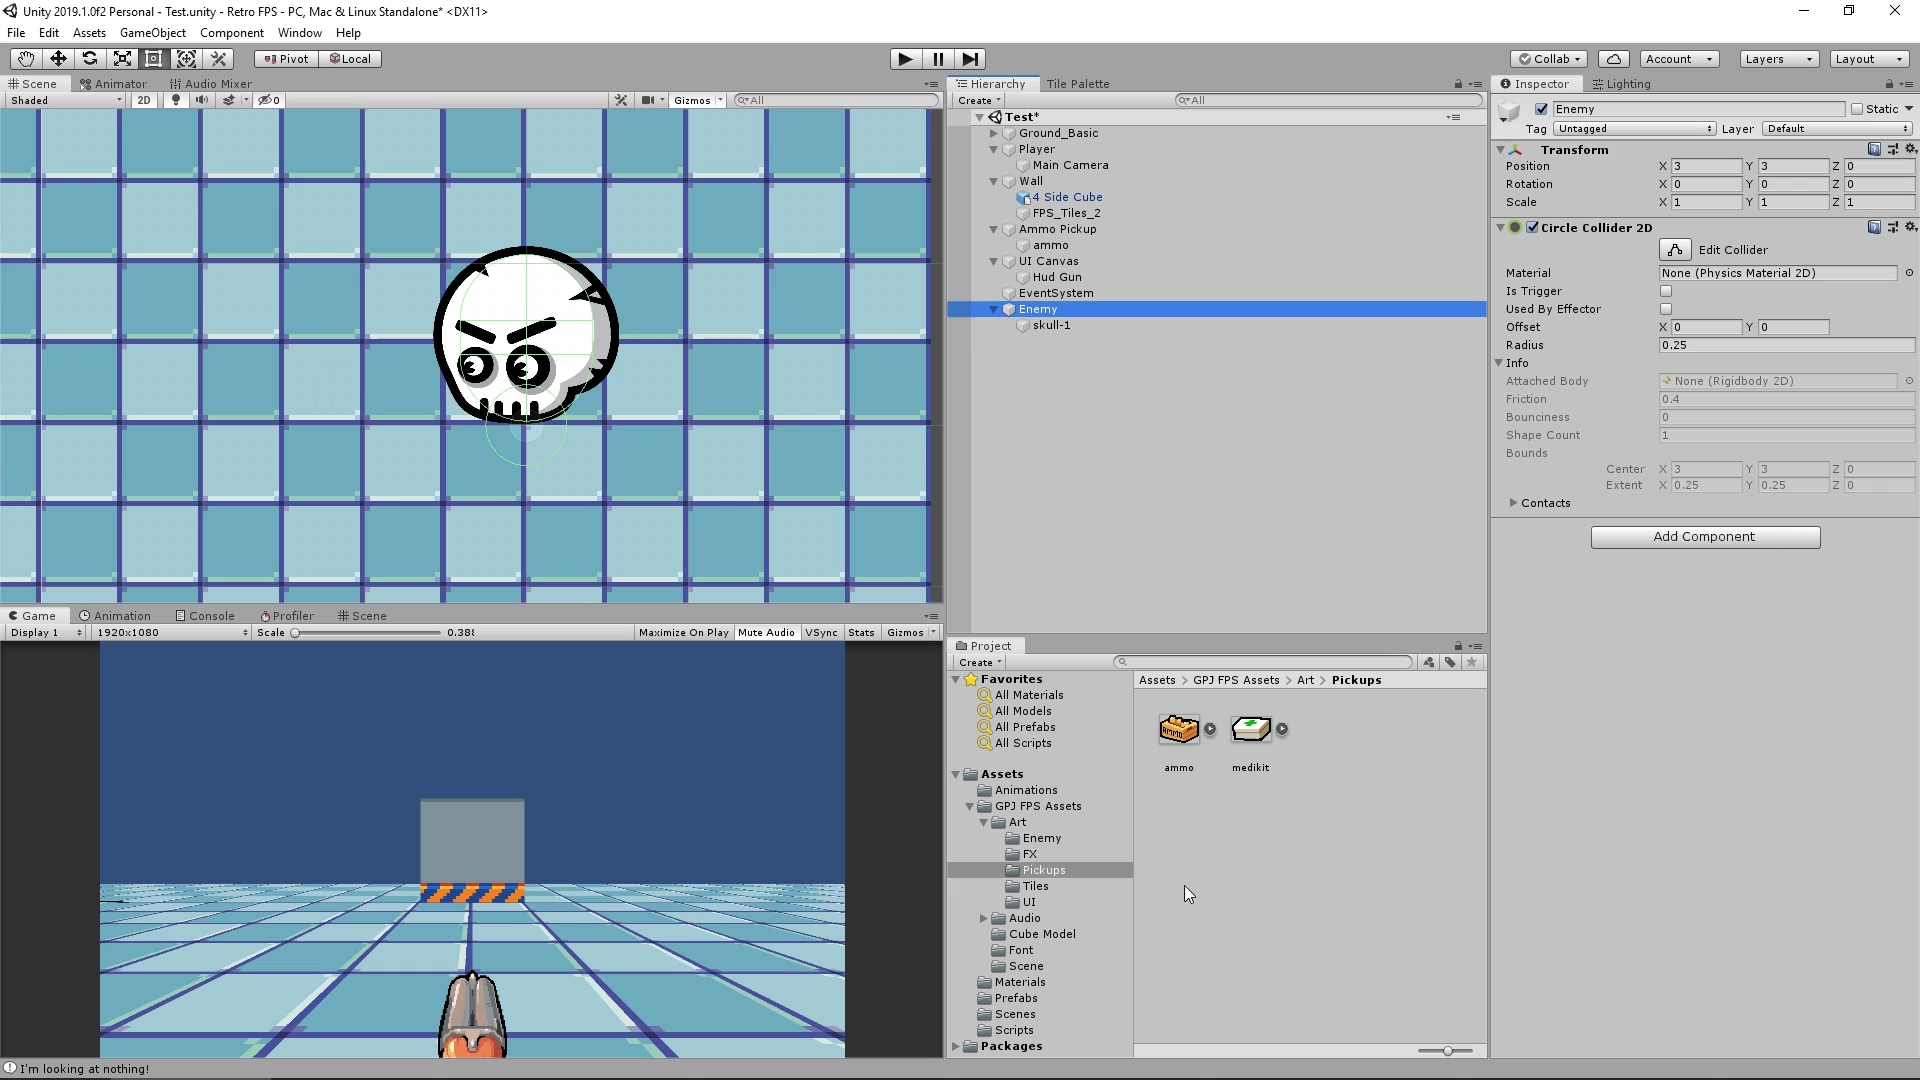 Unity 2019.1.0f2 Personal - Test.unity - Retro FPS - PC, Mac & Linux Standalone* <DX11>
File Edit Assets GameObject Component Window Help
Pivot Local Collab Account Layers Layout
Scene Animator Audio Mixer
Shaded 2D 0 Gizmos All
Hierarchy Tile Palette
Create All
Test*
Ground_Basic
Player
Main Camera
Wall
4 Side Cube
FPS_Tiles_2
Ammo Pickup
ammo
UI Canvas
Hud Gun
EventSystem
Enemy
skull-1
Inspector Lighting
Enemy Static
Tag Untagged Layer Default
Transform
Position X 3 Y 3 Z 0
Rotation X 0 Y 0 Z 0
Scale X 1 Y 1 Z 1
Circle Collider 2D
Edit Collider
Material None (Physics Material 2D)
Is Trigger
Used By Effector
Offset X 0 Y 0
Radius 0.25
Info
Attached Body None (Rigidbody 2D)
Friction 0.4
Bounciness 0
Shape Count 1
Bounds
Center X 3 Y 3 Z 0
Extent X 0.25 Y 0.25 Z 0
Contacts
Add Component
Game Animation Console Profiler Scene
Display 1 1920x1080 Scale 0.388 Maximize On Play Mute Audio VSync Stats Gizmos
Project
Create
Favorites
All Materials
All Models
All Prefabs
All Scripts
Assets
Animations
GPJ FPS Assets
Art
Enemy
FX
Pickups
Tiles
UI
Audio
Cube Model
Font
Scene
Materials
Prefabs
Scenes
Scripts
Packages
Assets > GPJ FPS Assets > Art > Pickups
AMMO
ammo medikit
I'm looking at nothing!